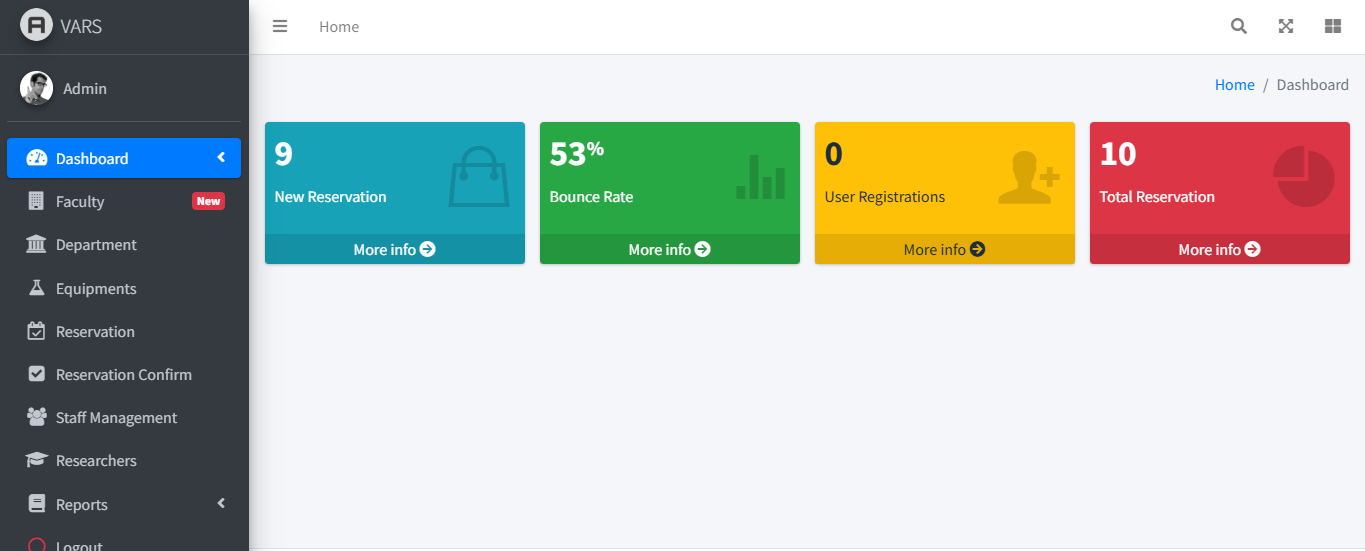 VARS
Home
Admin
Home / Dashboard
Dashboard
Faculty New
Department
Equipments
Reservation
Reservation Confirm
Staff Management
Researchers
Reports
Logout
9
New Reservation
More info
53%
Bounce Rate
More info
0
User Registrations
More info
10
Total Reservation
More info